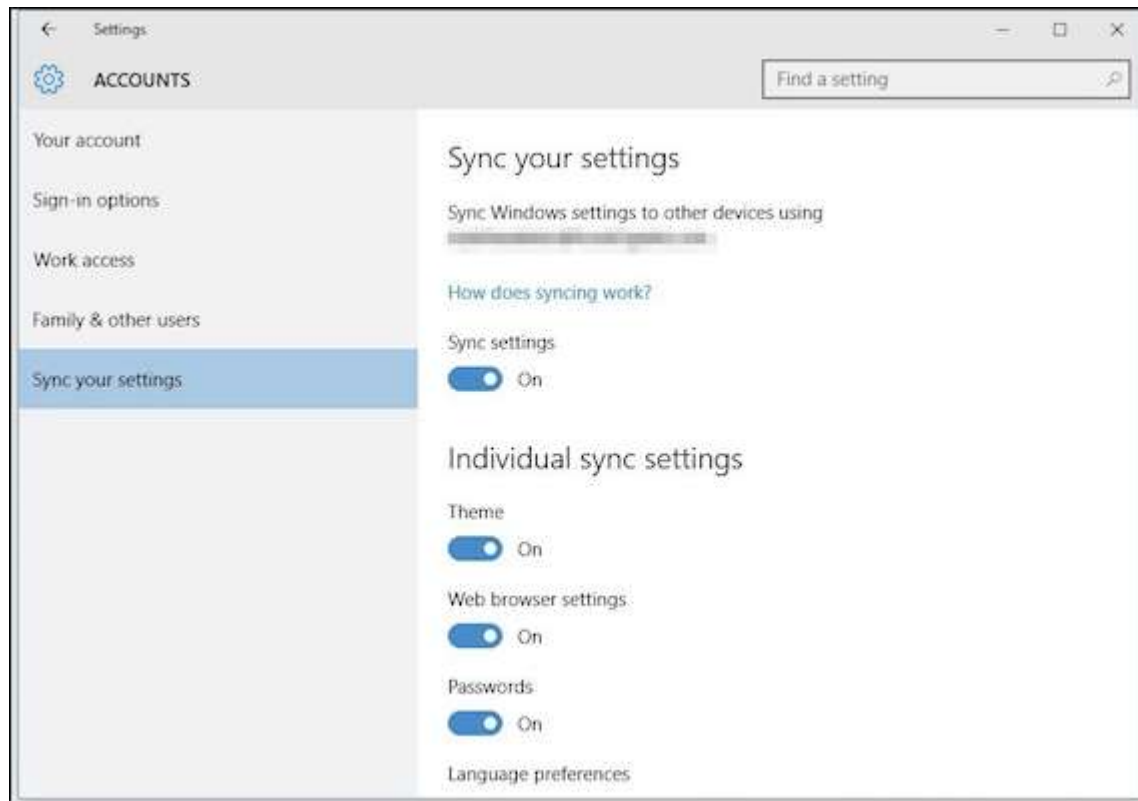 Settings
ACCOUNTS
Find a setting
Your account
Sign-in options
Work access
Family & other users
Sync your settings
Sync your settings
Sync Windows settings to other devices using
How does syncing work?
Sync settings
On
Individual sync settings
Theme
On
Web browser settings
On
Passwords
On
Language preferences